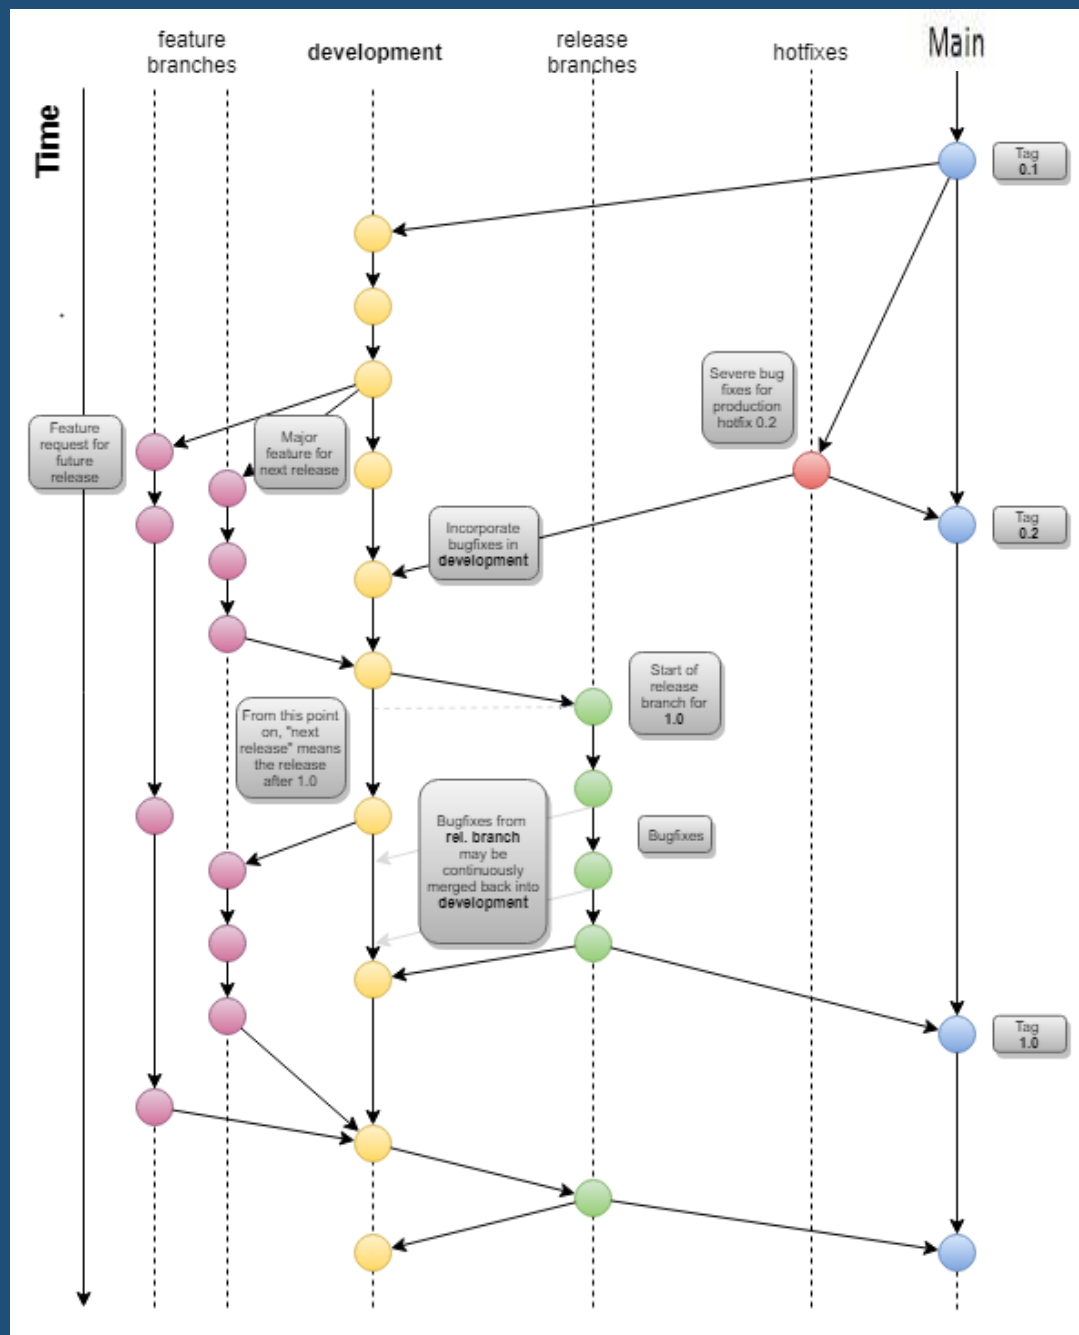 feature
branches
development
release
branches
hotfixes
Main
Time
Tag
0.1
Severe bug
fixes for
production
hotfix 0.2
Feature
request for
future
release
Major
feature for
next release
Incorporate
bugfixes in
development
Tag
0.2
Start of
release
branch for
1.0
From this point
on, "next
release" means
the release
after 1.0
Bugfixes from
rel. branch
may be
continuously
merged back into
development
Bugfixes
Tag
1.0